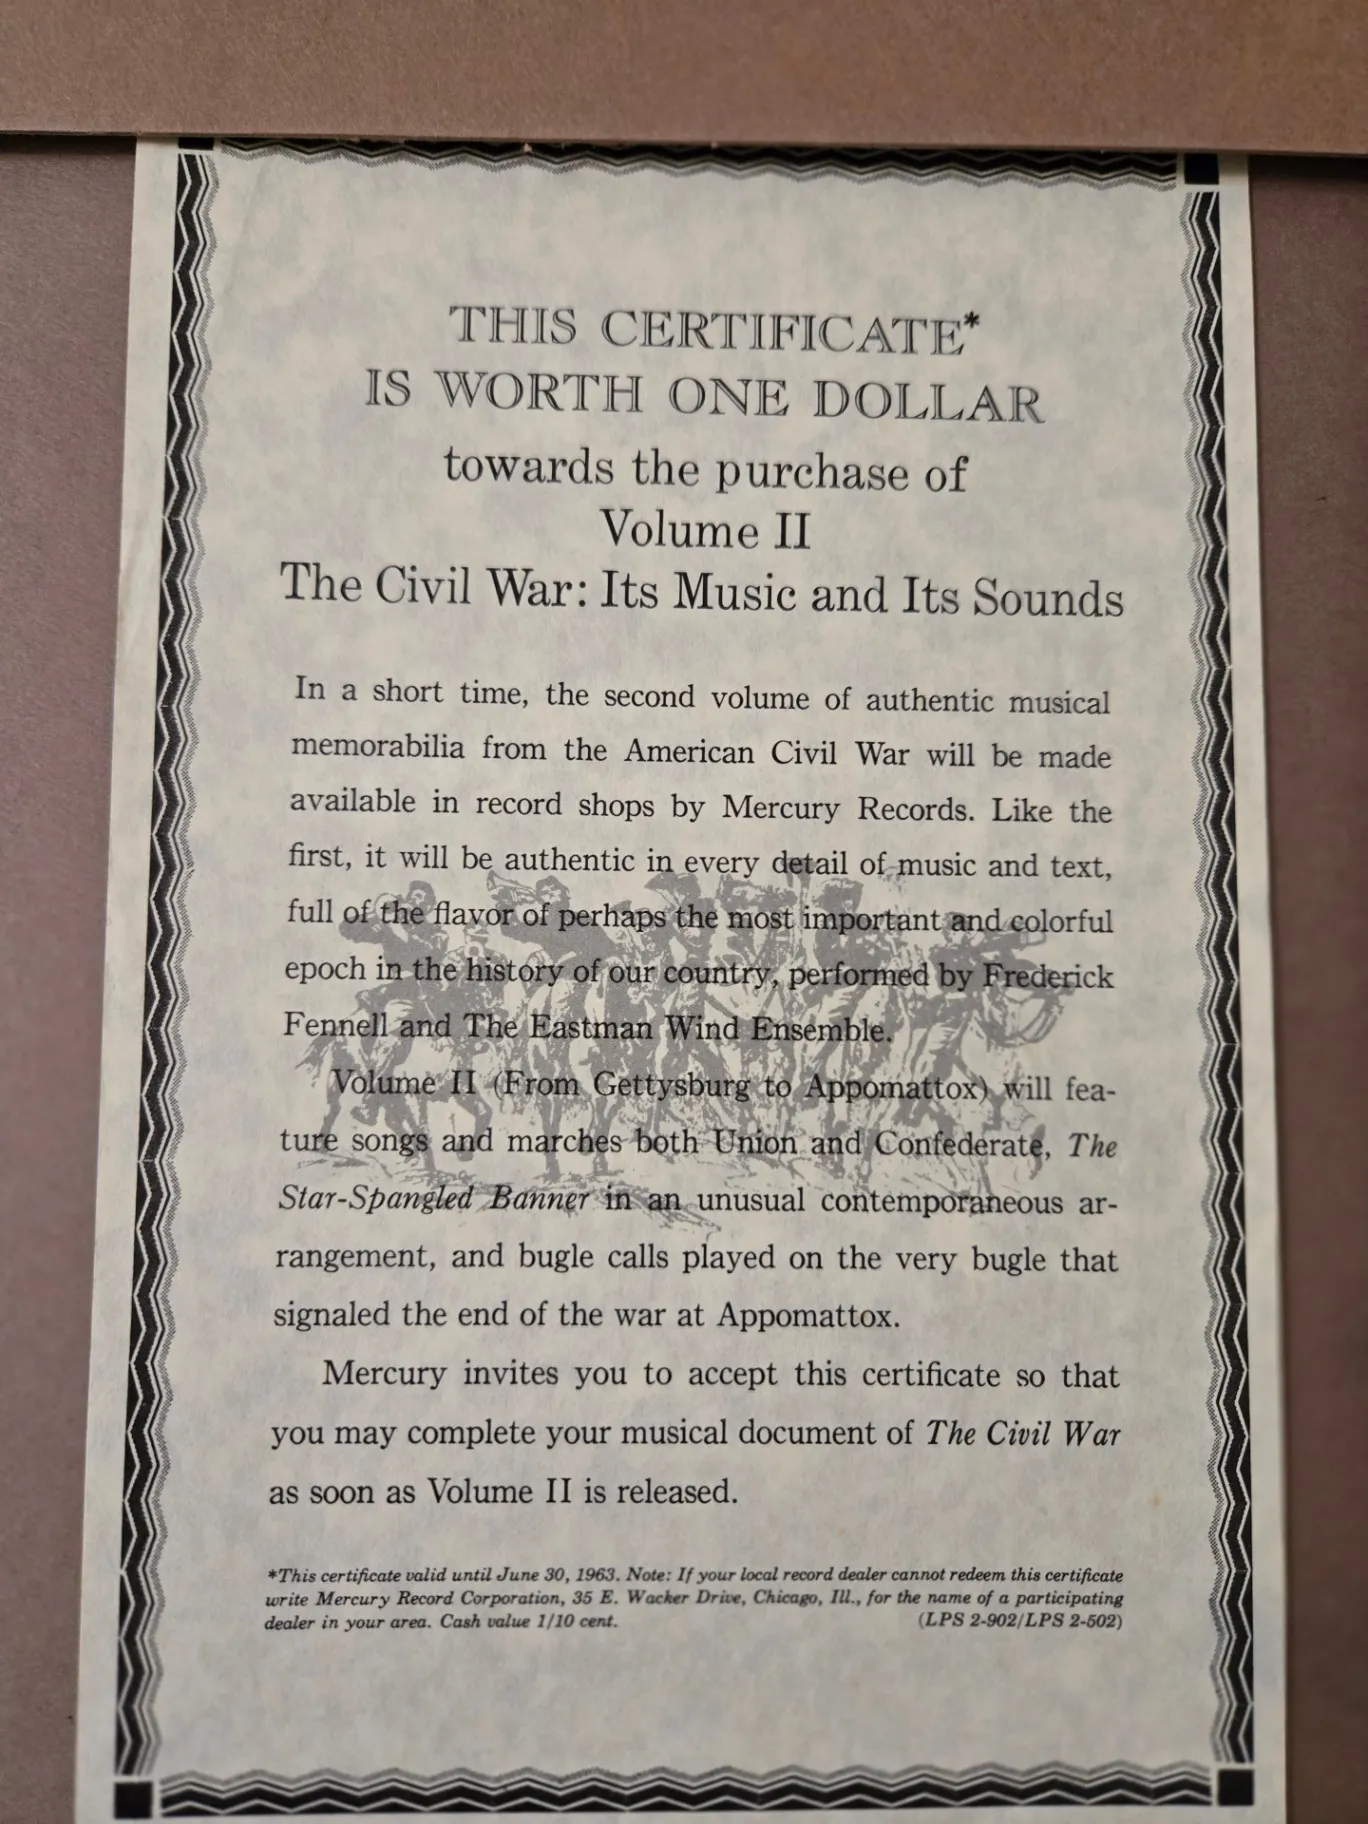 THIS CERTIFICATE*
IS WORTH ONE DOLLAR
towards the purchase of
Volume II
The Civil War: Its Music and Its Sounds
In a short time, the second volume of authentic musical
memorabilia from the American Civil War will be made
available in record shops by Mercury Records. Like the
first, it will be authentic in every detail of music and text,
full of the flavor of perhaps the most important and colorful
epoch in the history of our country, performed by Frederick
Fennell and The Eastman Wind Ensemble.
Volume II (From Gettysburg to Appomattox) will fea-
ture songs and marches both Union and Confederate, The
Star-Spangled Banner in an unusual contemporaneous ar-
rangement, and bugle calls played on the very bugle that
signaled the end of the war at Appomattox.
Mercury invites you to accept this certificate so that
you may complete your musical document of The Civil War
as soon as Volume II is released.
*This certificate valid until June 30, 1963. Note: If your local record dealer cannot redeem this certificate
write Mercury Record Corporation, 35 E. Wacker Drive, Chicago, Ill., for the name of a participating
dealer in your area. Cash value 1/10 cent. (LPS 2-902/LPS 2-502)